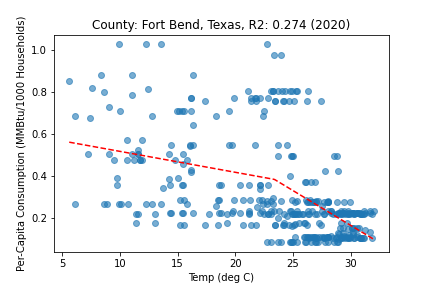 County: Fort Bend, Texas, R2: 0.274 (2020)
Per-Capita Consumption (MMBtu/1000 Households)
1.0
0.8
0.6
0.4
0.2
5 10 15 20 25 30
Temp (deg C)